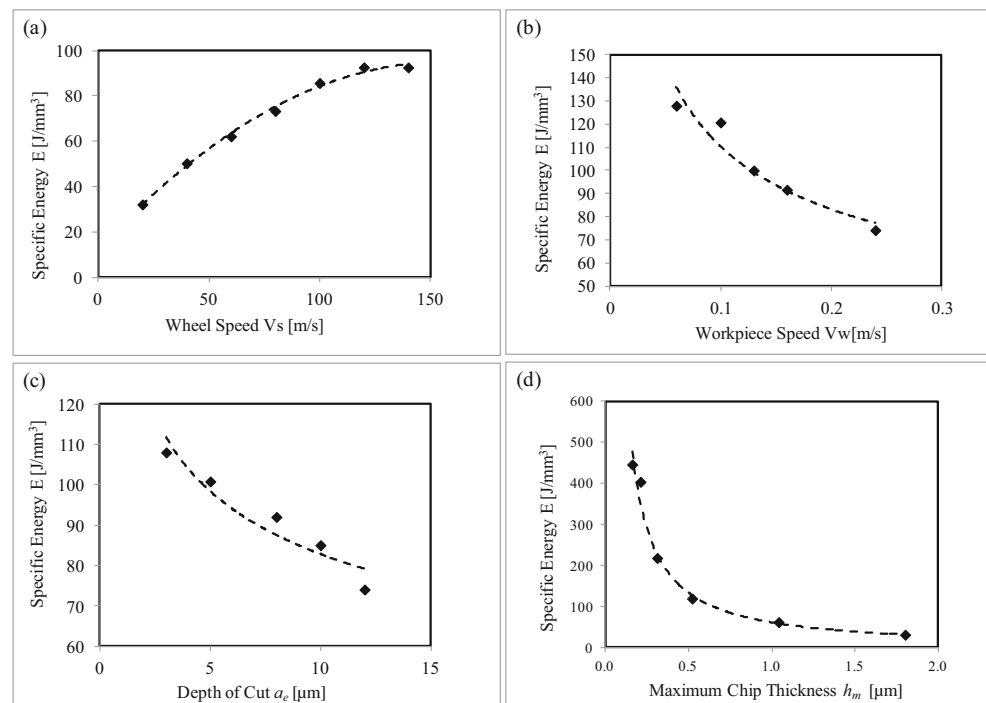 (a)
100
80
60
40
20
0
0 50 100 150
Specific Energy E [J/mm³]
Wheel Speed Vs [m/s]
(b)
150
140
130
120
110
100
90
80
70
60
50
0 0.1 0.2 0.3
Specific Energy E [J/mm³]
Workpiece Speed Vw[m/s]
(c)
120
110
100
90
80
70
60
0 5 10 15
Specific Energy E [J/mm³]
Depth of Cut aₑ [µm]
(d)
600
500
400
300
200
100
0
0.0 0.5 1.0 1.5 2.0
Specific Energy E [J/mm³]
Maximum Chip Thickness hₘ [µm]